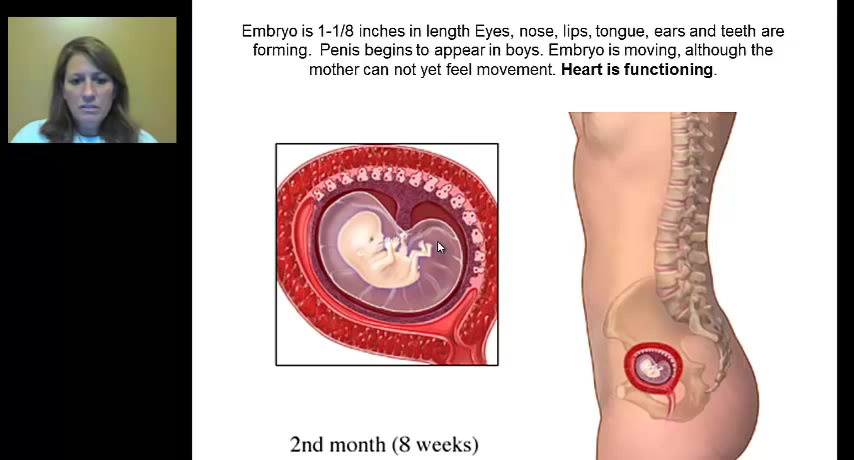 Embryo is 1-1/8 inches in length Eyes, nose, lips, tongue, ears and teeth are
forming.  Penis begins to appear in boys. Embryo is moving, although the
mother can not yet feel movement. Heart is functioning.
2nd month (8 weeks)